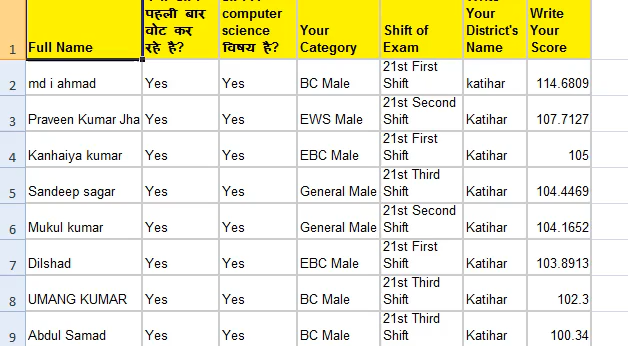 पहली बार computer Your Write
वोट कर science Your Shift of District's Your
1 Full Name रहे है? विषय है? Category Exam Name Score
2 md i ahmad Yes Yes BC Male 21st First Shift katihar 114.6809
3 Praveen Kumar Jha Yes Yes EWS Male 21st Second Shift Katihar 107.7127
4 Kanhaiya kumar Yes Yes EBC Male 21st First Shift Katihar 105
5 Sandeep sagar Yes Yes General Male 21st Third Shift Katihar 104.4469
6 Mukul kumar Yes Yes General Male 21st Second Shift Katihar 104.1652
7 Dilshad Yes Yes EBC Male 21st First Shift Katihar 103.8913
8 UMANG KUMAR Yes Yes BC Male 21st Third Shift Katihar 102.3
9 Abdul Samad Yes Yes BC Male 21st Third Shift Katihar 100.34